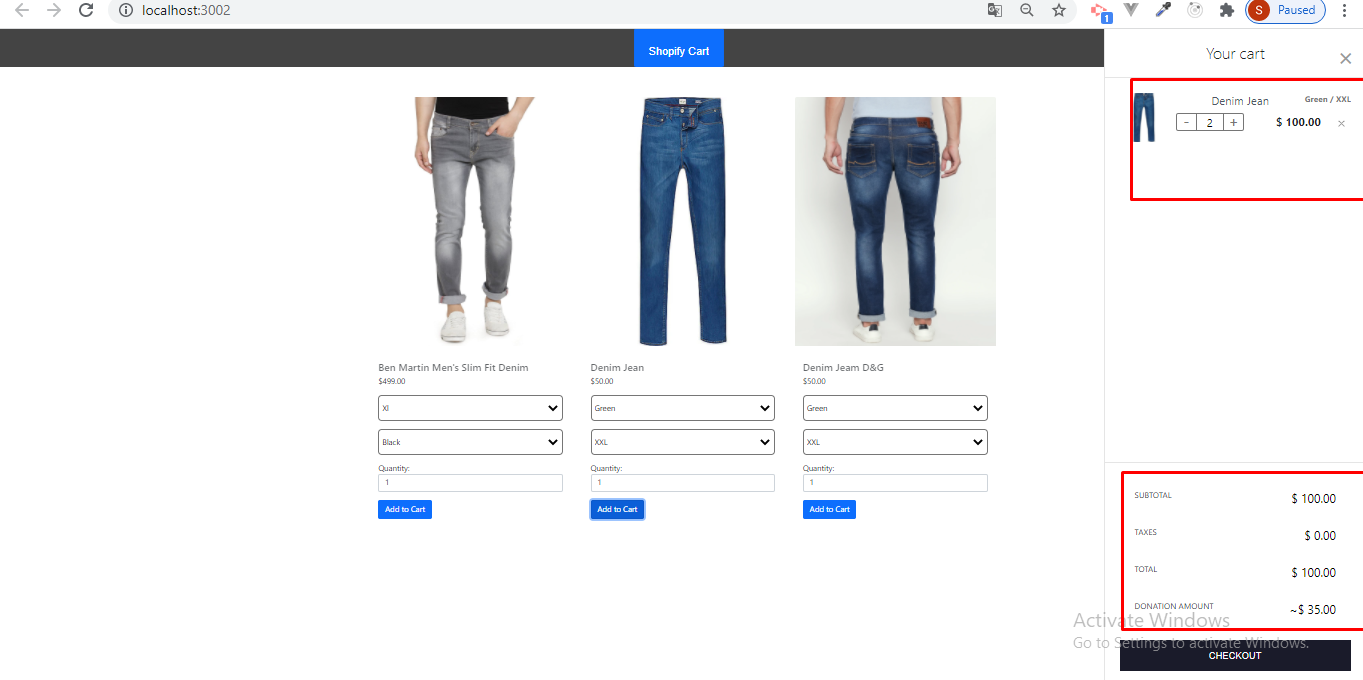 localhost:3002
1
S
Paused
Shopify Cart
Your cart
×
Denim Jean
Green / XXL
- 2 +
$ 100.00
×
Ben Martin Men's Slim Fit Denim
$499.00
Xl
Black
Quantity:
1
Add to Cart
Denim Jean
$50.00
Green
XXL
Quantity:
1
Add to Cart
Denim Jeam D&G
$50.00
Green
XXL
Quantity:
1
Add to Cart
SUBTOTAL
$ 100.00
TAXES
$ 0.00
TOTAL
$ 100.00
DONATION AMOUNT
~$ 35.00
Activate Windows
Go to Settings to activate Windows.
CHECKOUT